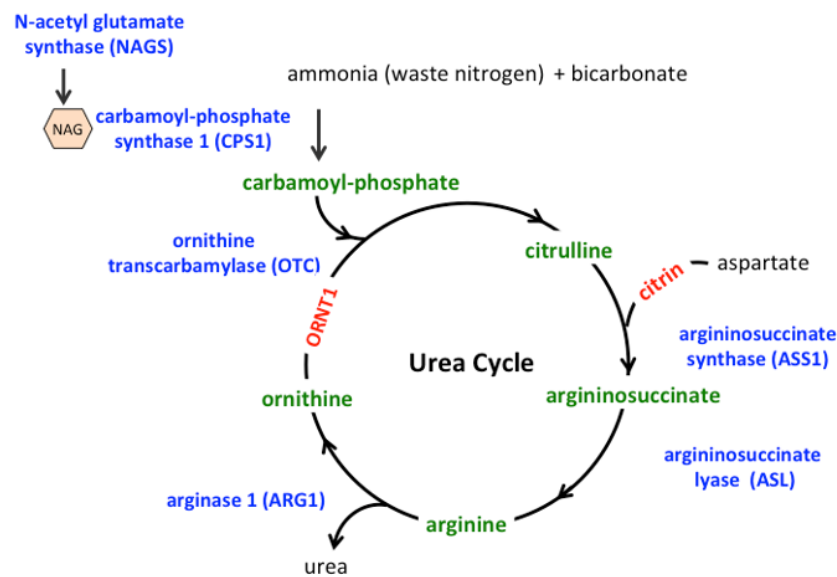 N-acetyl glutamate
synthase (NAGS)
ammonia (waste nitrogen) + bicarbonate
NAG
carbamoyl-phosphate
synthase 1 (CPS1)
carbamoyl-phosphate
ornithine
transcarbamylase (OTC)
citrulline
citrin
aspartate
ORNT1
argininosuccinate
synthase (ASS1)
Urea Cycle
ornithine
argininosuccinate
argininosuccinate
lyase (ASL)
arginase 1 (ARG1)
arginine
urea